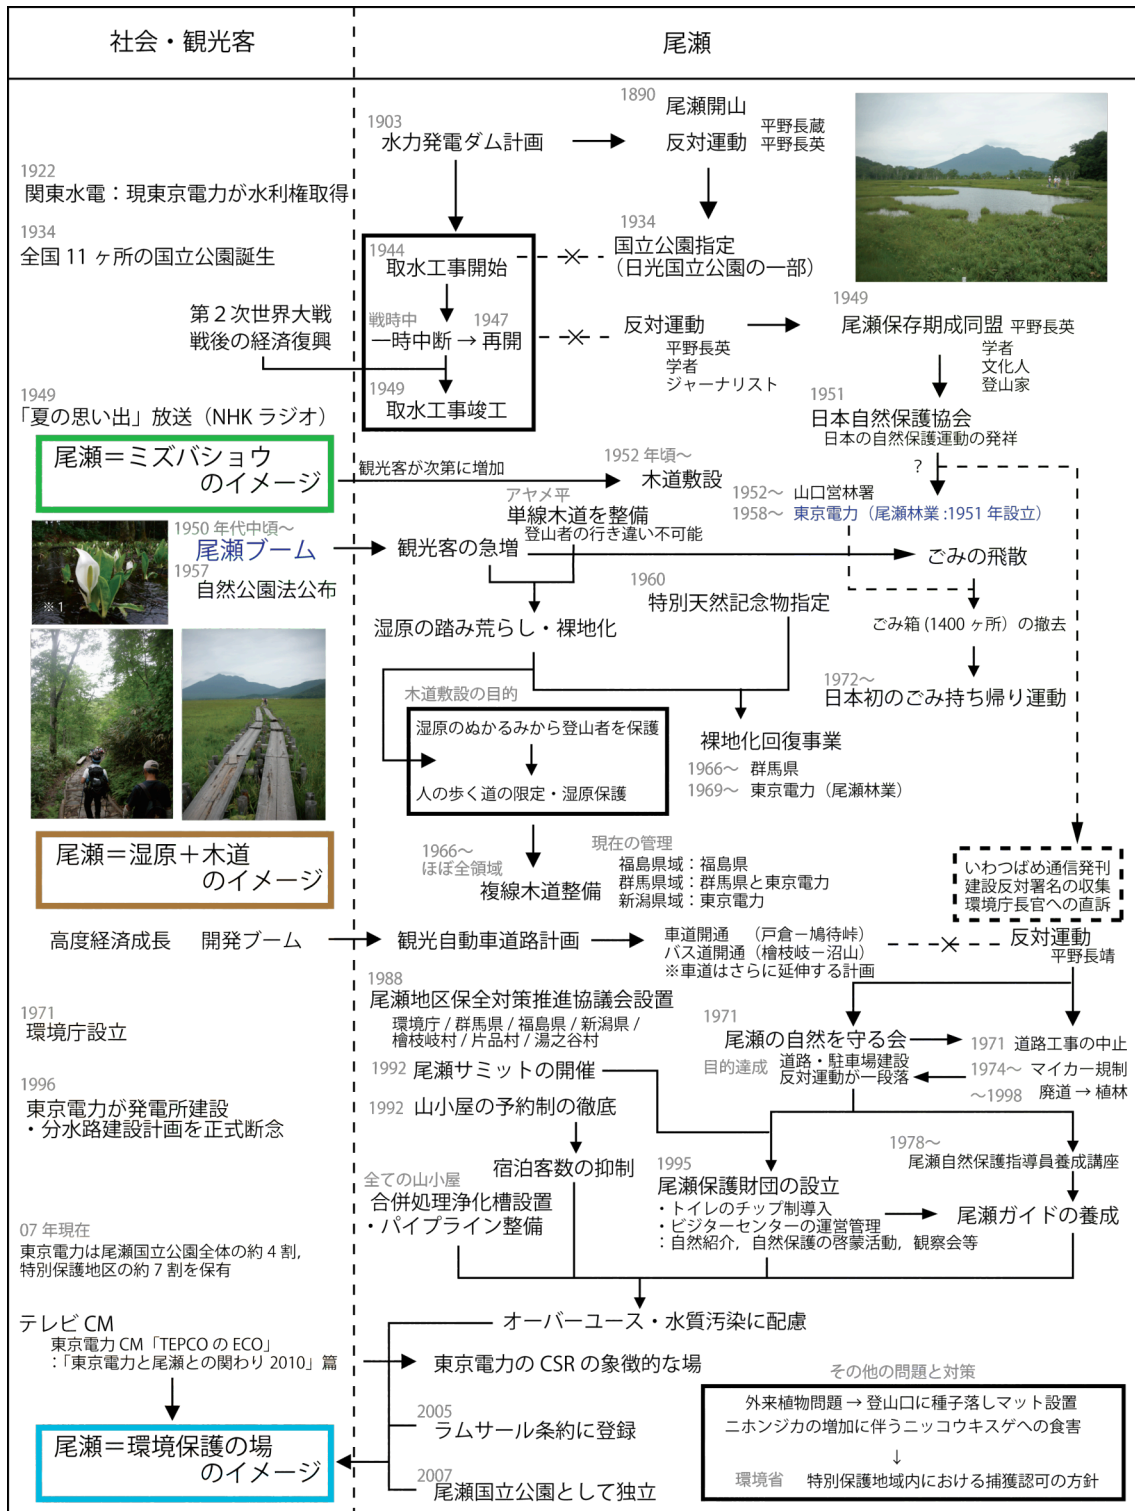 社会・観光客
尾瀬
1890
尾瀬開山
1903
水力発電ダム計画
反対運動
平野長蔵
平野長英
1922
関東水電：現東京電力が水利権取得
1934
全国11ヶ所の国立公園誕生
1934
国立公園指定
（日光国立公園の一部）
1944
取水工事開始
第２次世界大戦
戦後の経済復興
戦時中
一時中断 → 再開
1947
1949
取水工事竣工
反対運動
平野長英
学者
ジャーナリスト
1949
尾瀬保存期成同盟 平野長英
学者
文化人
登山家
1951
日本自然保護協会
日本の自然保護運動の発祥
?
1949
「夏の思い出」放送（NHKラジオ）
尾瀬＝ミズバショウ
のイメージ
観光客が次第に増加
1952年頃〜
木道敷設
1952〜 山口営林署
1958〜 東京電力（尾瀬林業:1951年設立）
アヤメ平
単線木道を整備
登山者の行き違い不可能
1950年代中頃〜
尾瀬ブーム
観光客の急増
ごみの飛散
1957
自然公園法公布
※1
1960
特別天然記念物指定
湿原の踏み荒らし・裸地化
ごみ箱(1400ヶ所）の撤去
1972〜
日本初のごみ持ち帰り運動
木道敷設の目的
湿原のぬかるみから登山者を保護
人の歩く道の限定・湿原保護
裸地化回復事業
1966〜 群馬県
1969〜 東京電力（尾瀬林業）
尾瀬＝湿原＋木道
のイメージ
1966〜
ほぼ全領域
複線木道整備
現在の管理
福島県域：福島県
群馬県域：群馬県と東京電力
新潟県域：東京電力
いわつばめ通信発刊
建設反対署名の収集
環境庁長官への直訴
高度経済成長 開発ブーム
観光自動車道路計画
車道開通 （戸倉−鳩待峠）
バス道開通（檜枝岐−沼山）
※車道はさらに延伸する計画
反対運動
平野長靖
1988
尾瀬地区保全対策推進協議会設置
環境庁 / 群馬県 / 福島県 / 新潟県 /
檜枝岐村 / 片品村 / 湯之谷村
1971
環境庁設立
1971
尾瀬の自然を守る会
目的達成
道路・駐車場建設
反対運動が一段落
1971 道路工事の中止
1974〜 マイカー規制
〜1998 廃道 → 植林
1992 尾瀬サミットの開催
1992 山小屋の予約制の徹底
1996
東京電力が発電所建設
・分水路建設計画を正式断念
宿泊客数の抑制
全ての山小屋
合併処理浄化槽設置
・パイプライン整備
1995
尾瀬保護財団の設立
・トイレのチップ制導入
・ビジターセンターの運営管理
：自然紹介，自然保護の啓蒙活動，観察会等
1978〜
尾瀬自然保護指導員養成講座
尾瀬ガイドの養成
07年現在
東京電力は尾瀬国立公園全体の約4割,
特別保護地区の約7割を保有
オーバーユース・水質汚染に配慮
テレビCM
東京電力CM「TEPCOのECO」
：「東京電力と尾瀬との関わり2010」篇
東京電力のCSRの象徴的な場
2005
ラムサール条約に登録
2007
尾瀬国立公園として独立
尾瀬＝環境保護の場
のイメージ
その他の問題と対策
外来植物問題 → 登山口に種子落しマット設置
ニホンジカの増加に伴うニッコウキスゲへの食害
↓
環境省 特別保護地域内における捕獲認可の方針